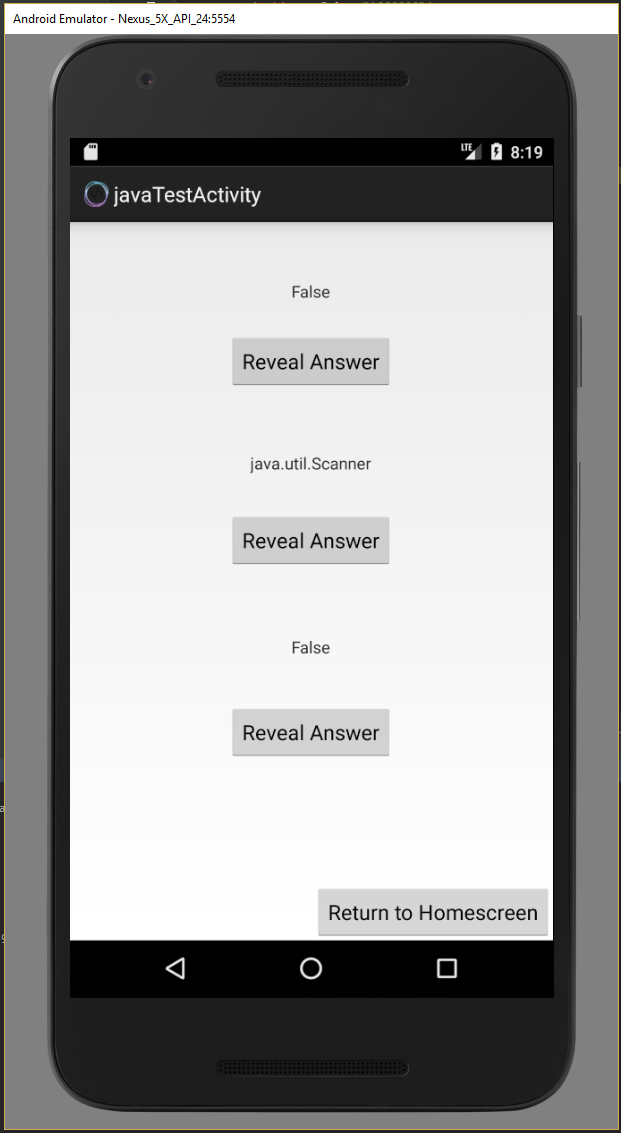 Android Emulator - Nexus_5X_API_24:5554
LTE 8:19
javaTestActivity
False
Reveal Answer
java.util.Scanner
Reveal Answer
False
Reveal Answer
Return to Homescreen